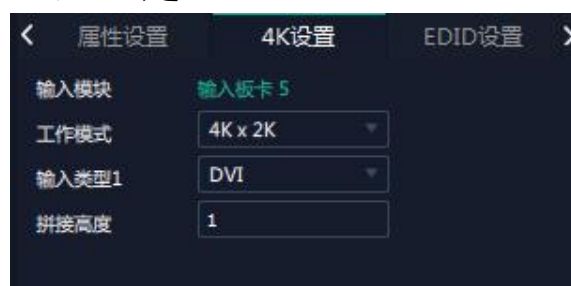 属性设置 4K设置 EDID设置
输入模块 输入板卡 5
工作模式 4K x 2K
输入类型1 DVI
拼接高度 1